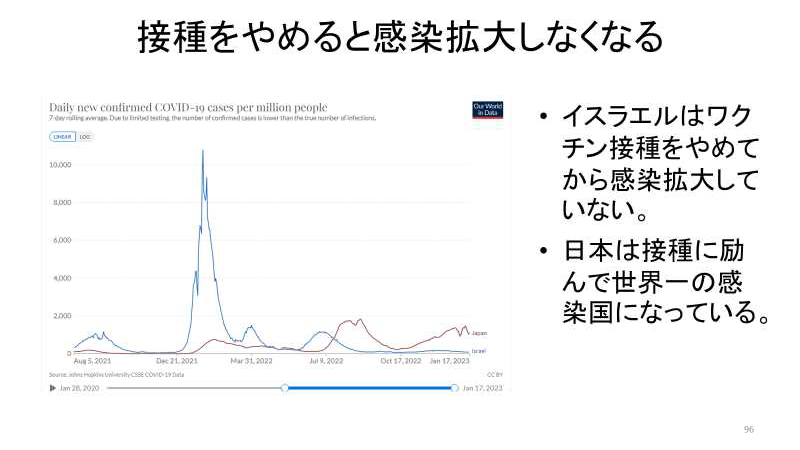 接種をやめると感染拡大しなくなる
Daily new confirmed COVID-19 cases per million people
7-day rolling average. Due to limited testing, the number of confirmed cases is lower than the true number of infections.
Our World
in Data
LINEAR LOG
10,000
8,000
6,000
4,000
2,000
0
Japan
Israel
Aug 5, 2021 Dec 21, 2021 Mar 31, 2022 Jul 9, 2022 Oct 17, 2022 Jan 17, 2023
Source: Johns Hopkins University CSSE COVID-19 Data CC BY
Jan 28, 2020 Jan 17, 2023
• イスラエルはワク
チン接種をやめて
から感染拡大して
いない。
• 日本は接種に励
んで世界一の感
染国になっている。
96